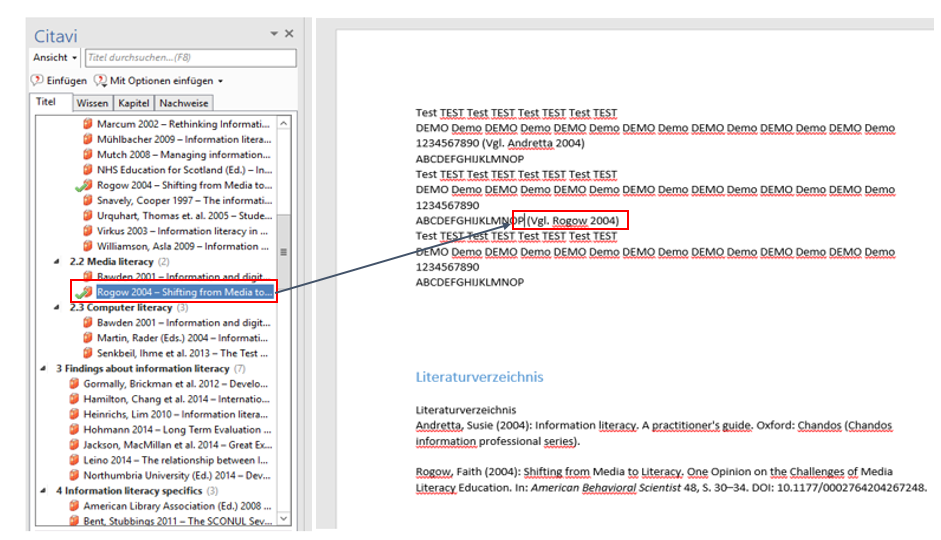 Citavi
Ansicht
Titel durchsuchen...(F8)
Einfügen Mit Optionen einfügen
Titel Wissen Kapitel Nachweise
Marcum 2002 – Rethinking Informati...
Mühlbacher 2009 – Information litera...
Mutch 2008 – Managing information...
NHS Education for Scotland (Ed.) – In...
Rogow 2004 – Shifting from Media to...
Snavely, Cooper 1997 – The informati...
Urquhart, Thomas et. al. 2005 – Stude...
Virkus 2003 – Information literacy in ...
Williamson, Asla 2009 – Information ...
2.2 Media literacy (2)
Bawden 2001 – Information and digit...
Rogow 2004 – Shifting from Media to...
2.3 Computer literacy (3)
Bawden 2001 – Information and digit...
Martin, Rader (Eds.) 2004 – Informati...
Senkbeil, Ihme et al. 2013 – The Test ...
3 Findings about information literacy (7)
Gormally, Brickman et al. 2012 – Develo...
Hamilton, Chang et al. 2014 – Internatio...
Heinrichs, Lim 2010 – Information litera...
Hohmann 2014 – Long Term Evaluation ...
Jackson, MacMillan et al. 2014 – Great Ex...
Leino 2014 – The relationship between I...
Northumbria University (Ed.) 2014 – Dev...
4 Information literacy specifics (3)
American Library Association (Ed.) 2008 ...
Bent, Stubbings 2011 – The SCONUL Sev...
Test TEST Test TEST Test TEST Test TEST
DEMO Demo DEMO Demo DEMO Demo DEMO Demo DEMO Demo DEMO Demo DEMO Demo
1234567890 (Vgl. Andretta 2004)
ABCDEFGHIJKLMNOP
Test TEST Test TEST Test TEST Test TEST
DEMO Demo DEMO Demo DEMO Demo DEMO Demo DEMO Demo DEMO Demo DEMO Demo
1234567890
ABCDEFGHIJKLMNOP (Vgl. Rogow 2004)
Test TEST Test TEST Test TEST Test TEST
DEMO Demo DEMO Demo DEMO Demo DEMO Demo DEMO Demo DEMO Demo DEMO Demo
1234567890
ABCDEFGHIJKLMNOP
Literaturverzeichnis
Literaturverzeichnis
Andretta, Susie (2004): Information literacy. A practitioner's guide. Oxford: Chandos (Chandos
information professional series).
Rogow, Faith (2004): Shifting from Media to Literacy. One Opinion on the Challenges of Media
Literacy Education. In: American Behavioral Scientist 48, S. 30–34. DOI: 10.1177/0002764204267248.